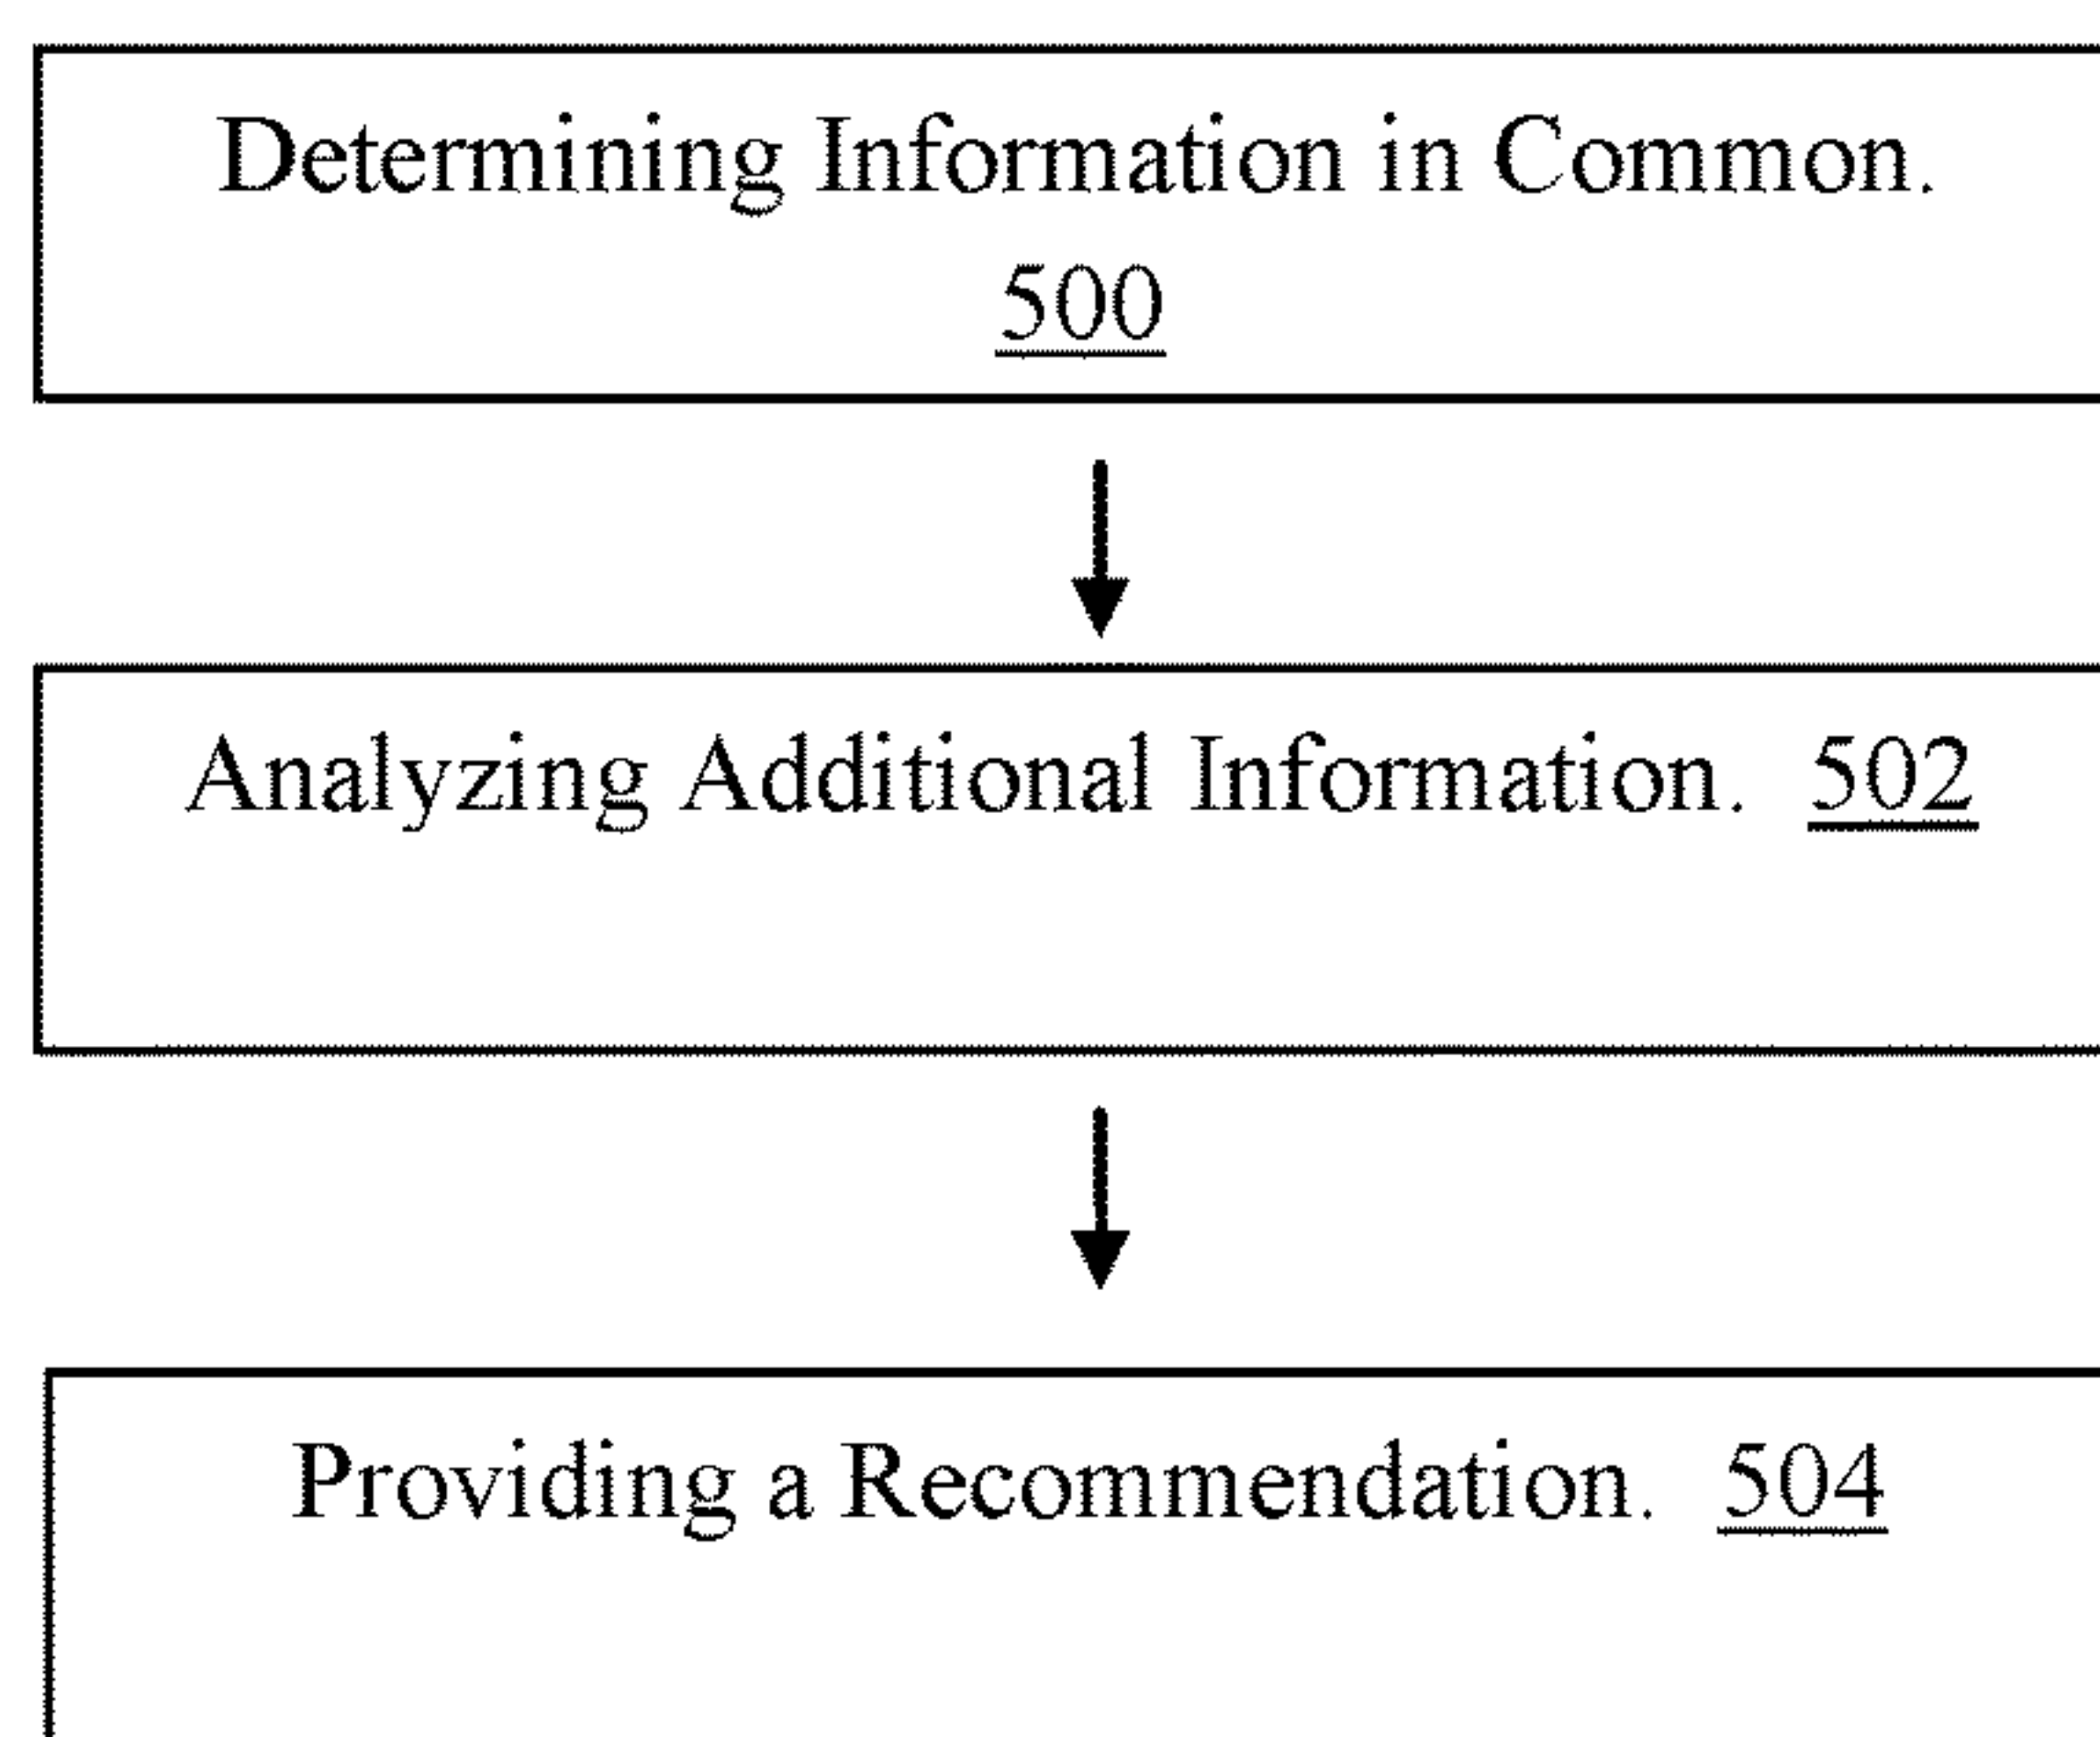 Determining Information in Common.
500
Analyzing Additional Information. 502
Providing a Recommendation. 504